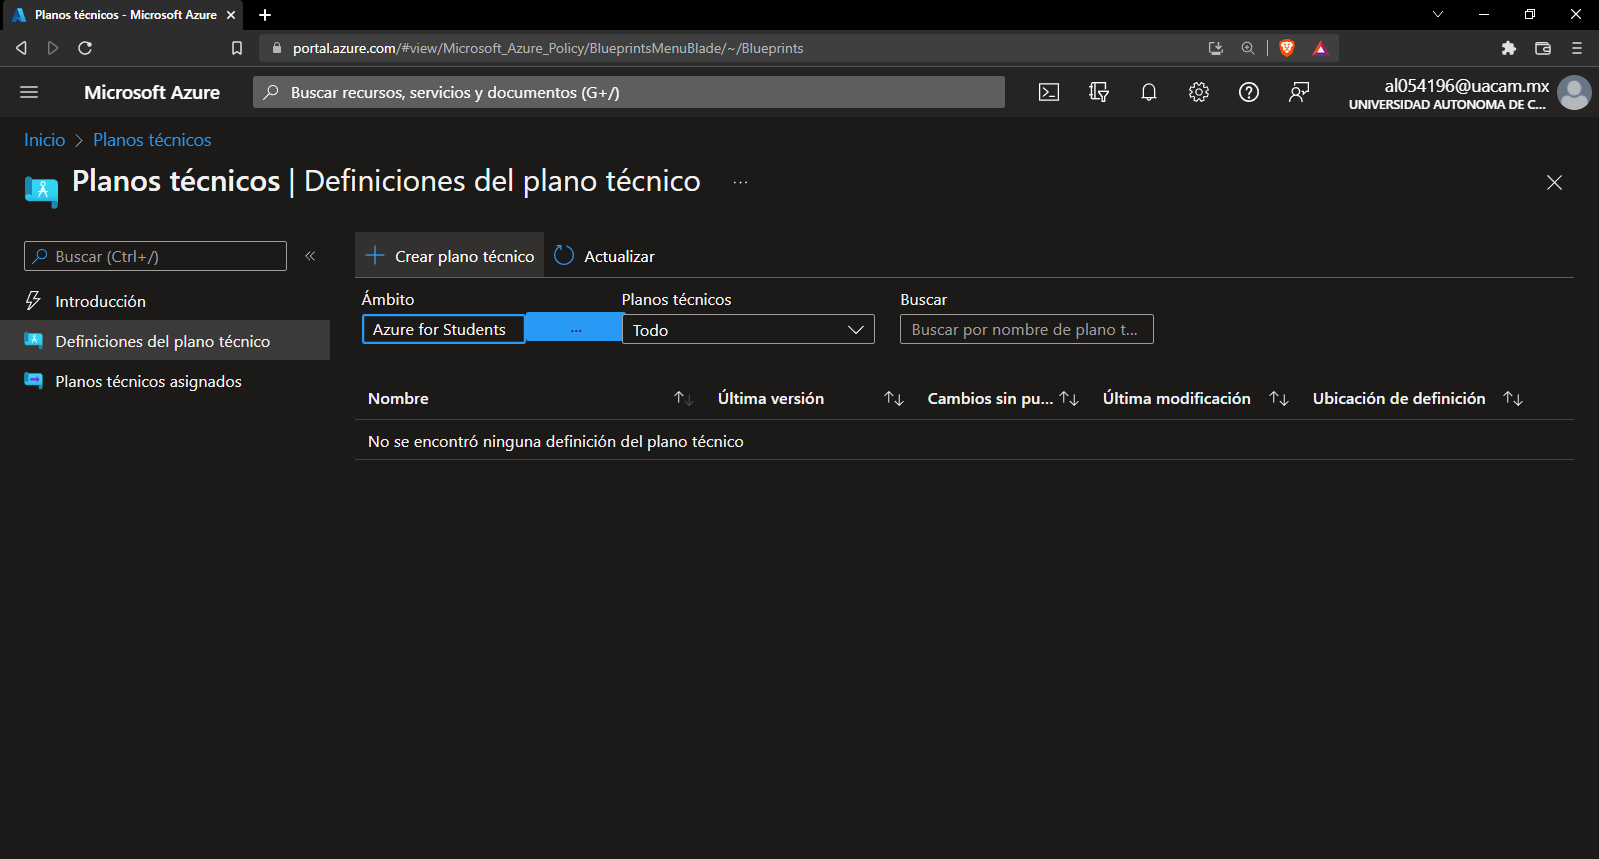 Planos técnicos - Microsoft Azure
portal.azure.com/#view/Microsoft_Azure_Policy/BlueprintsMenuBlade/~/Blueprints
Microsoft Azure
Buscar recursos, servicios y documentos (G+/)
al054196@uacam.mx
UNIVERSIDAD AUTONOMA DE C...
Inicio > Planos técnicos
Planos técnicos | Definiciones del plano técnico ...
Buscar (Ctrl+/) «
Crear plano técnico Actualizar
Introducción
Definiciones del plano técnico
Planos técnicos asignados
Ámbito Planos técnicos Buscar
Azure for Students ... Todo Buscar por nombre de plano t...
Nombre Última versión Cambios sin pu... Última modificación Ubicación de definición
No se encontró ninguna definición del plano técnico